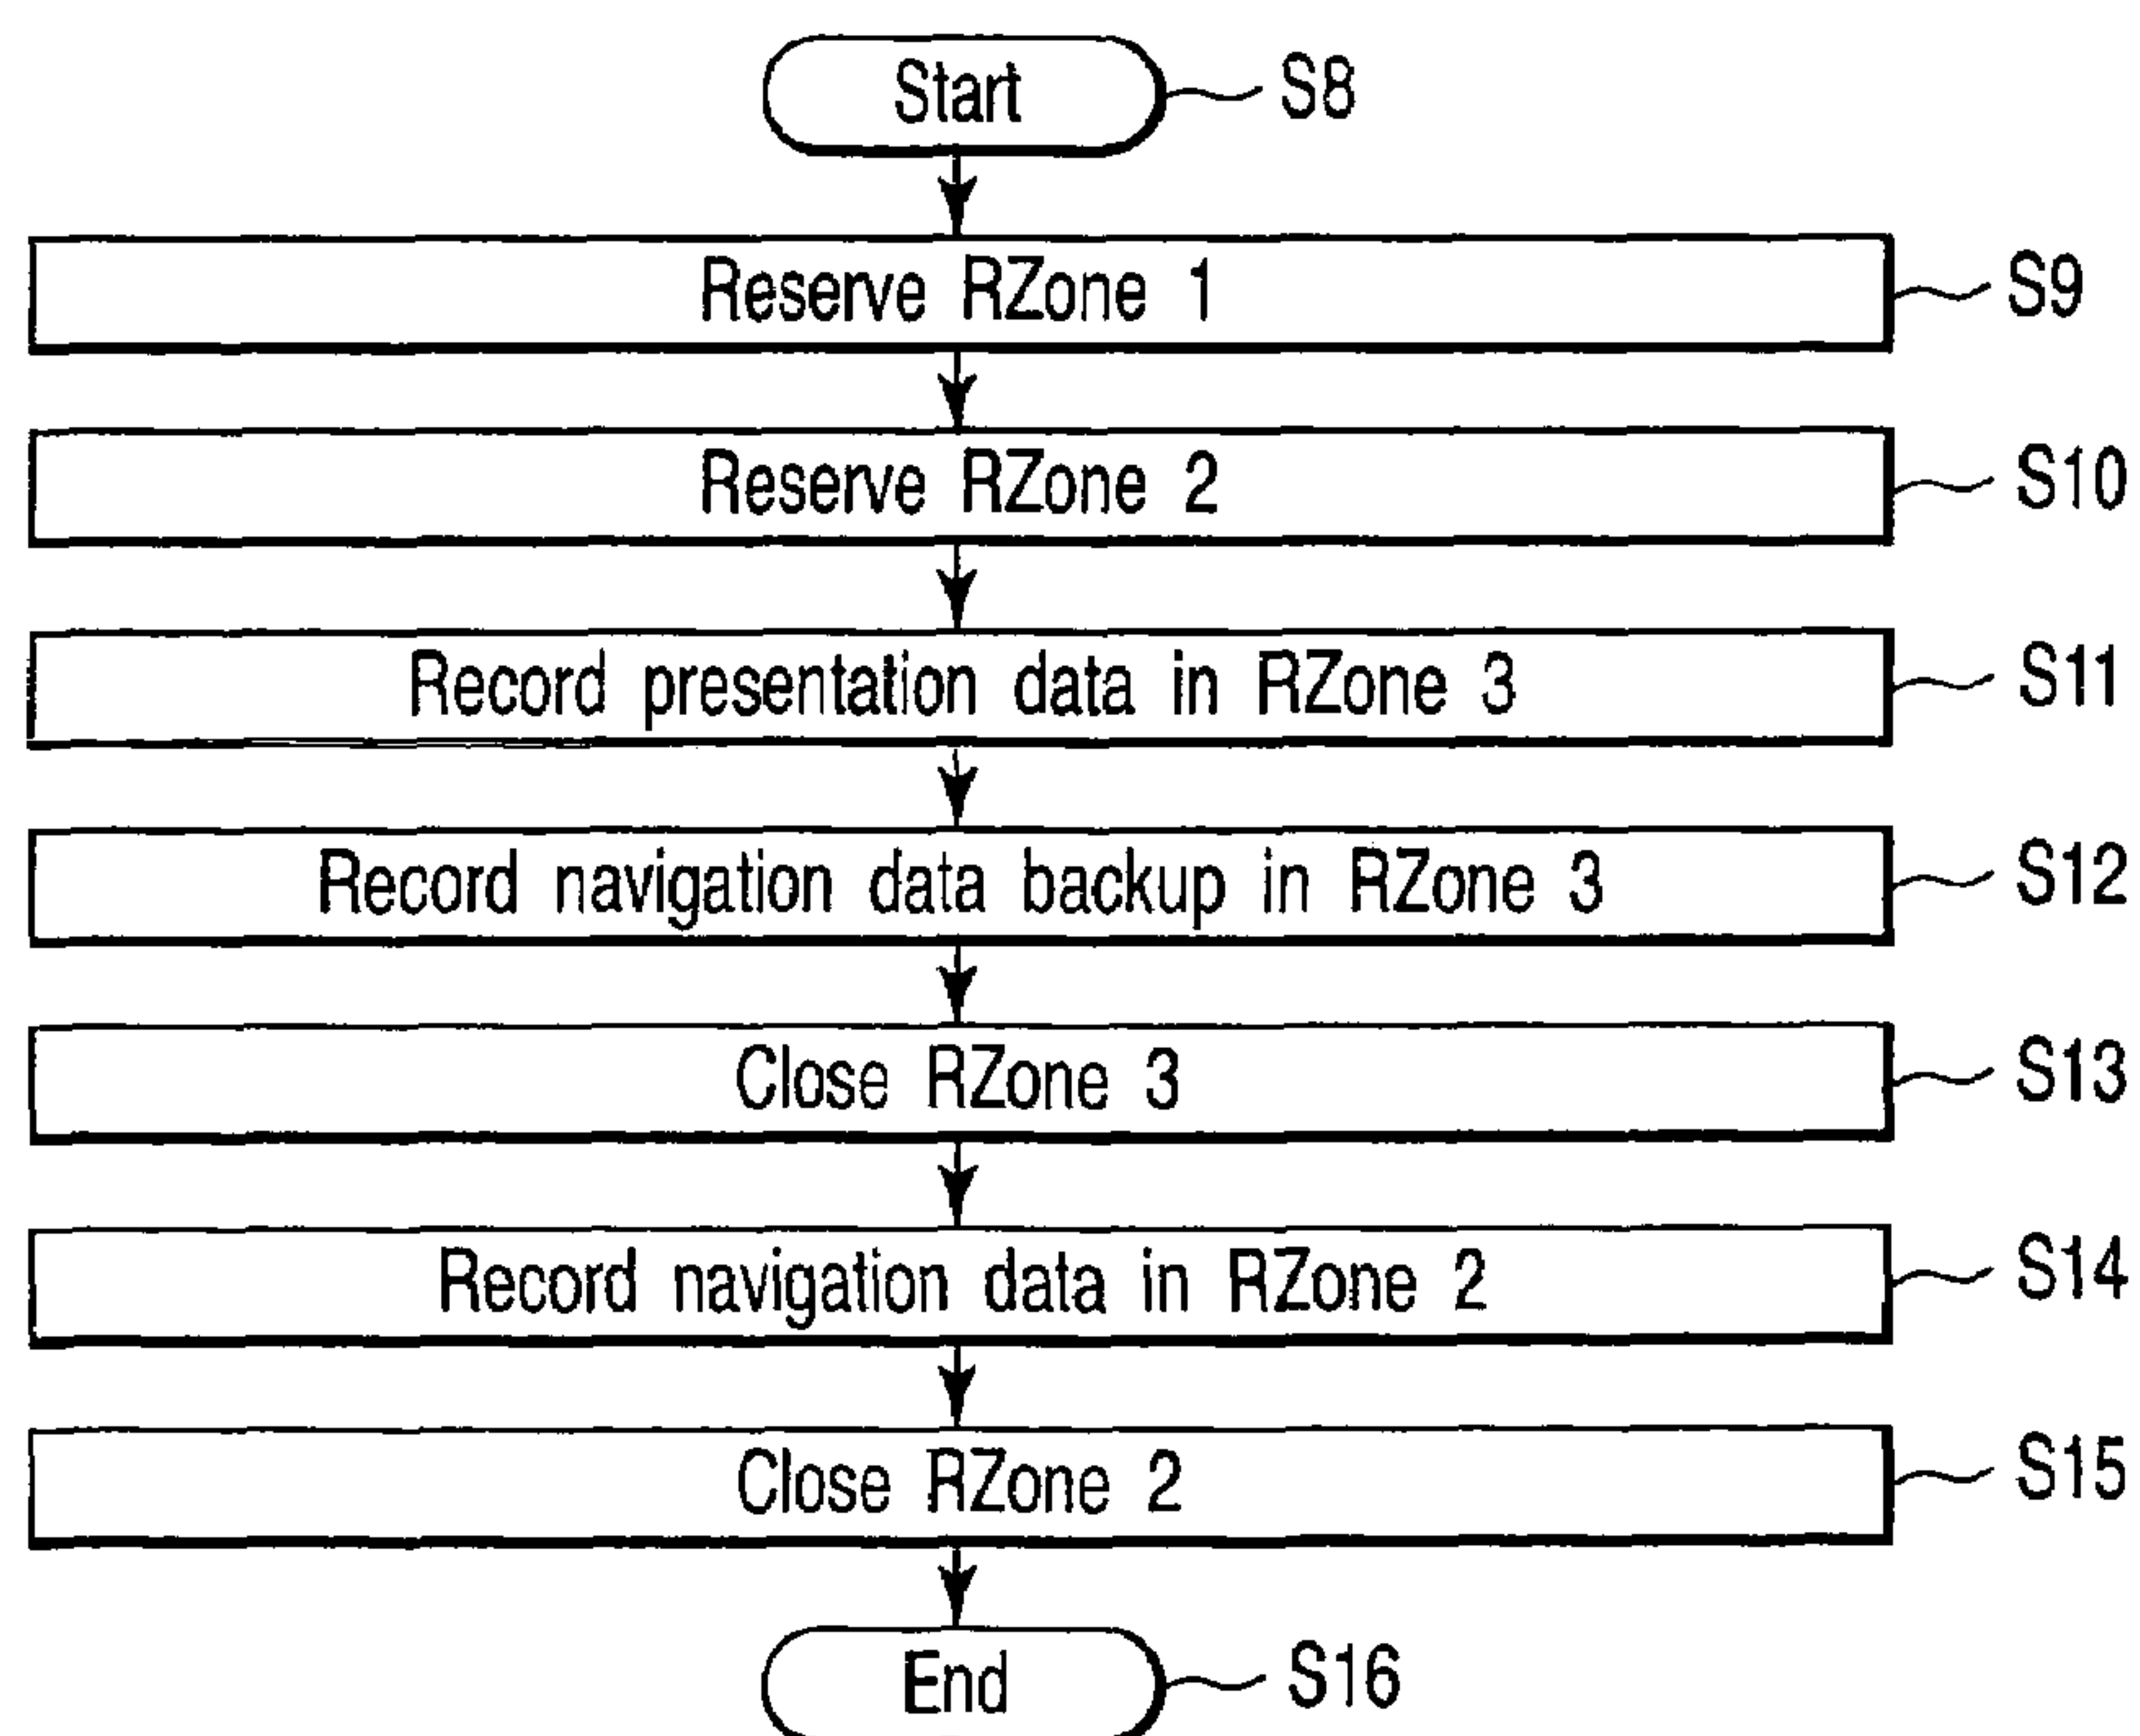 Start S8
Reserve RZone 1 S9
Reserve RZone 2 S10
Record presentation data in RZone 3 S11
Record navigation data backup in RZone 3 S12
Close RZone 3 S13
Record navigation data in RZone 2 S14
Close RZone 2 S15
End S16